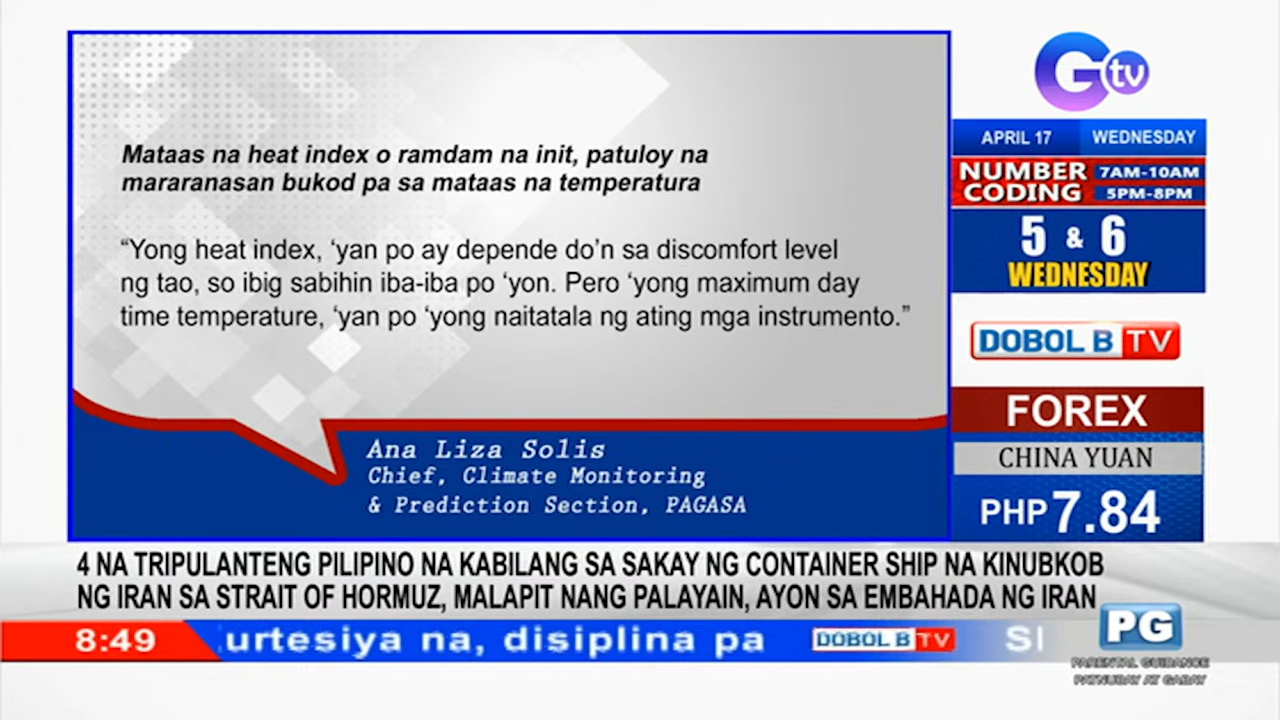 Gtv
Mataas na heat index o ramdam na init, patuloy na
mararanasan bukod pa sa mataas na temperatura
“Yong heat index, ‘yan po ay depende do’n sa discomfort level
ng tao, so ibig sabihin iba-iba po ‘yon. Pero ‘yong maximum day
time temperature, ‘yan po ‘yong naitatala ng ating mga instrumento.”
Ana Liza Solis
Chief, Climate Monitoring
& Prediction Section, PAGASA
APRIL 17 WEDNESDAY
NUMBER CODING 7AM-10AM 5PM-8PM
5 & 6
WEDNESDAY
DOBOL B TV
FOREX
CHINA YUAN
PHP 7.84
4 NA TRIPULANTENG PILIPINO NA KABILANG SA SAKAY NG CONTAINER SHIP NA KINUBKOB
NG IRAN SA STRAIT OF HORMUZ, MALAPIT NANG PALAYAIN, AYON SA EMBAHADA NG IRAN
PG
PARENTAL GUIDANCE
PATNUBAY AT GABAY
8:49 urtesiya na, disiplina pa DOBOL B TV